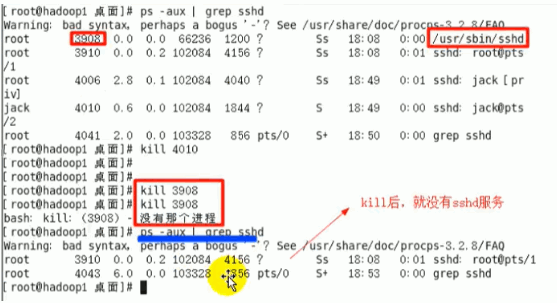 [root@hadoop1 桌面]# ps -aux | grep sshd
Warning: bad syntax, perhaps a bogus '-'? See /usr/share/doc/procps-3.2.8/FAQ
root 3908 0.0 0.0 66236 1200 ? Ss 18:08 0:00 /usr/sbin/sshd
root 3910 0.0 0.2 102084 4156 ? Ss 18:08 0:01 sshd: root@pts
/1
root 4006 2.8 0.1 102084 4040 ? Ss 18:49 0:01 sshd: jack [pr
iv]
jack 4010 0.6 0.0 102084 1844 ? S 18:49 0:00 sshd: jack@pts
/2
root 4041 2.0 0.0 103328 856 pts/0 S+ 18:50 0:00 grep sshd
[root@hadoop1 桌面]# kill 4010
[root@hadoop1 桌面]#
[root@hadoop1 桌面]#
[root@hadoop1 桌面]# kill 3908
[root@hadoop1 桌面]# kill 3908
bash: kill: (3908) - 没有那个进程
kill后，就没有sshd服务
[root@hadoop1 桌面]# ps -aux | grep sshd
Warning: bad syntax, perhaps a bogus '-'? See /usr/share/doc/procps-3.2.8/FAQ
root 3910 0.0 0.2 102084 4156 ? Ss 18:08 0:01 sshd: root@pts/1
root 4043 6.0 0.0 103328 856 pts/0 S+ 18:53 0:00 grep sshd
[root@hadoop1 桌面]#